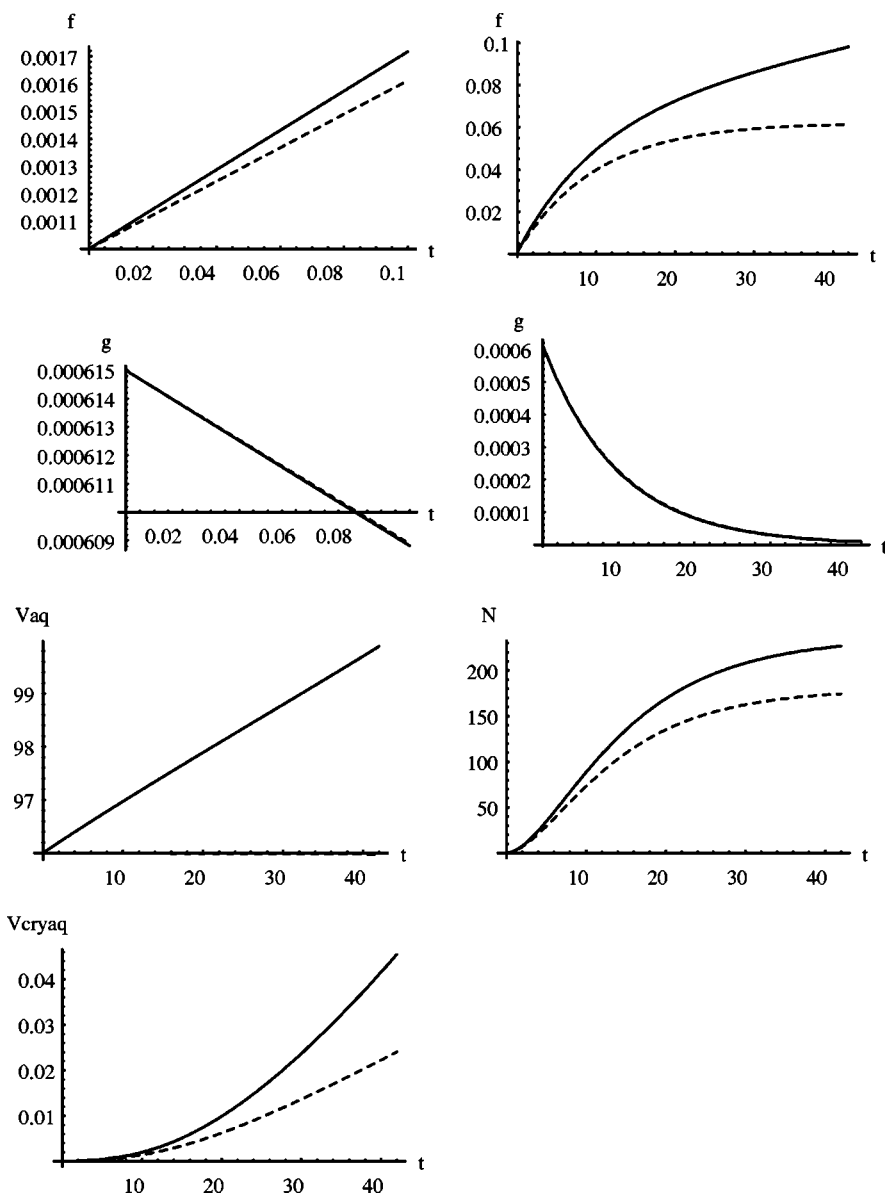 f
0.0017
0.0016
0.0015
0.0014
0.0013
0.0012
0.0011
0.02 0.04 0.06 0.08 0.1 t
f
0.1
0.08
0.06
0.04
0.02
10 20 30 40 t
g
0.000615
0.000614
0.000613
0.000612
0.000611
0.000609
0.02 0.04 0.06 0.08 t
g
0.0006
0.0005
0.0004
0.0003
0.0002
0.0001
10 20 30 40 t
Vaq
99
98
97
10 20 30 40 t
N
200
150
100
50
10 20 30 40 t
Vcryaq
0.04
0.03
0.02
0.01
10 20 30 40 t